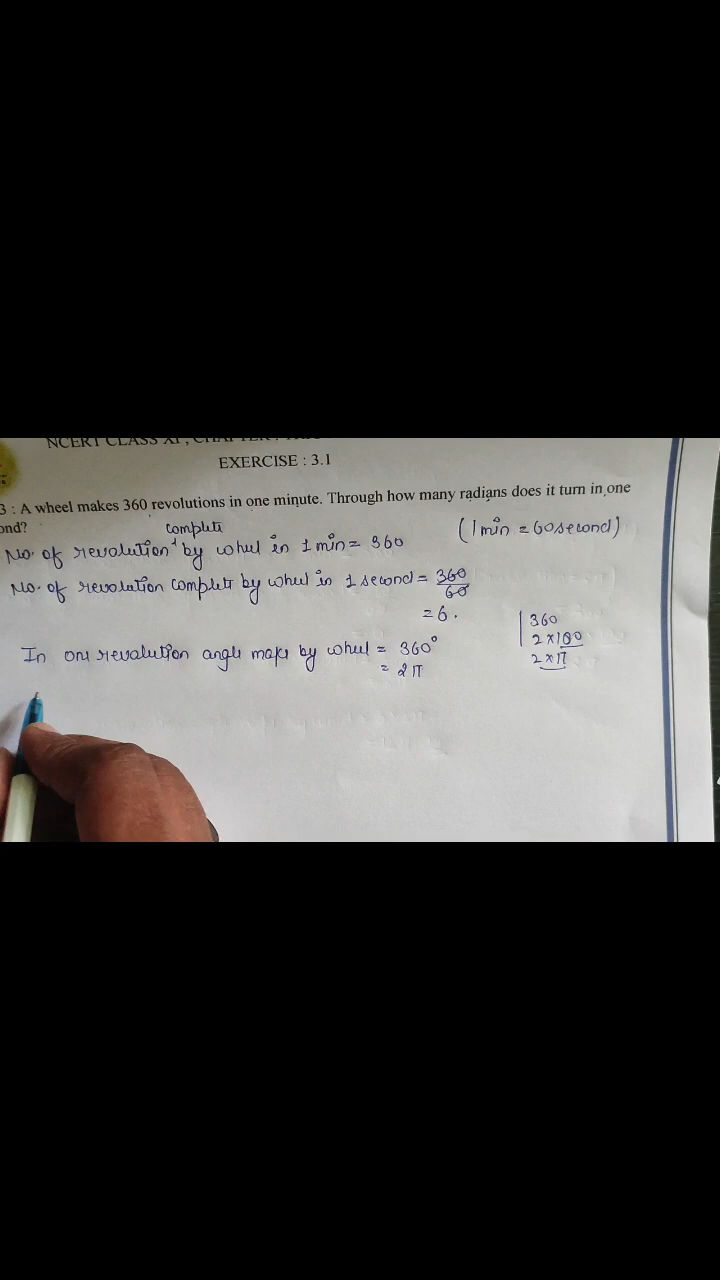 NCERT CLASS XI,
EXERCISE : 3.1
3 : A wheel makes 360 revolutions in one minute. Through how many radians does it turn in one
ond?
complete
No. of revolution by wheel in 1 min = 360 (1 min = 60 second)
No. of revolution complete by wheel in 1 second = 360/60
= 6.
360
2×180
2×π
In one revolution angle make by wheel = 360°
= 2π